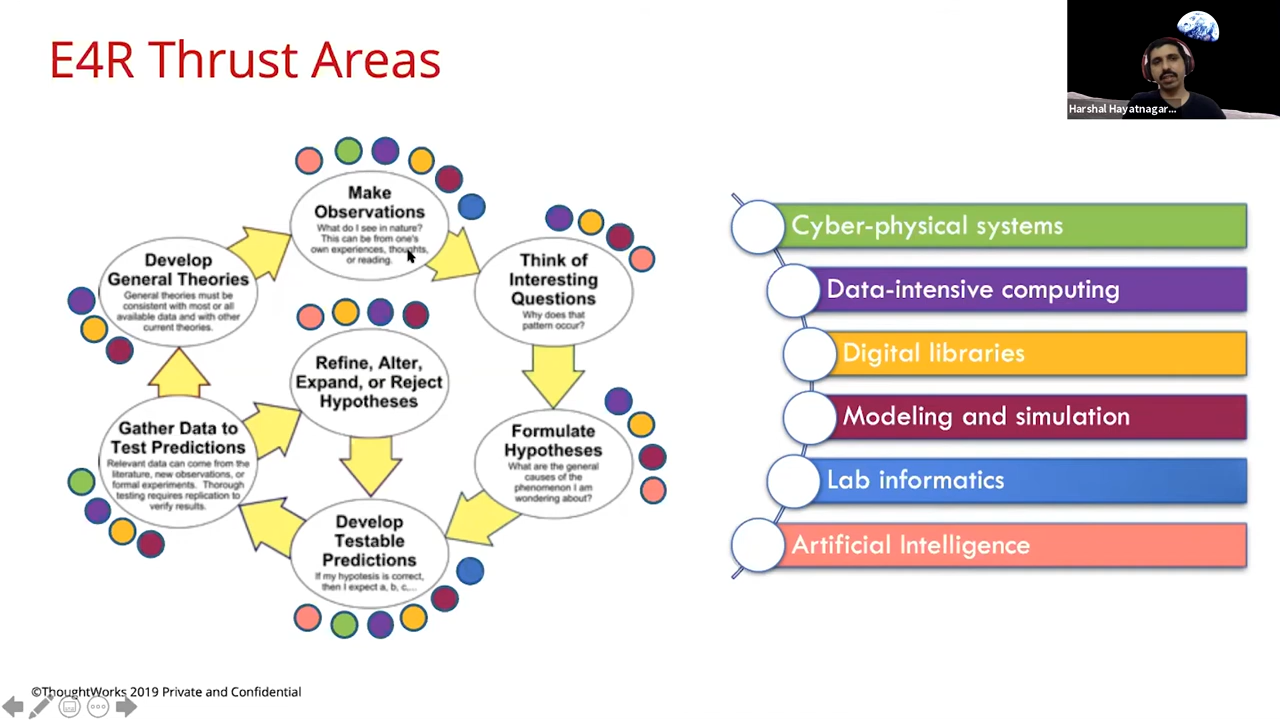 E4R Thrust Areas
Harshal Hayatnagar...
Make
Observations
What do I see in nature?
This can be from one's
own experiences, thoughts,
or reading.
Think of
Interesting
Questions
Why does that
pattern occur?
Formulate
Hypotheses
What are the general
causes of the
phenomenon I am
wondering about?
Develop
Testable
Predictions
If my hypotesis is correct,
then I expect a, b, c,...
Gather Data to
Test Predictions
Relevant data can come from the
literature, new observations, or
formal experiments. Thorough
testing requires replication to
verify results.
Refine, Alter,
Expand, or Reject
Hypotheses
Develop
General Theories
General theories must be
consistent with most or all
available data and with other
current theories.
Cyber-physical systems
Data-intensive computing
Digital libraries
Modeling and simulation
Lab informatics
Artificial Intelligence
©ThoughtWorks 2019 Private and Confidential